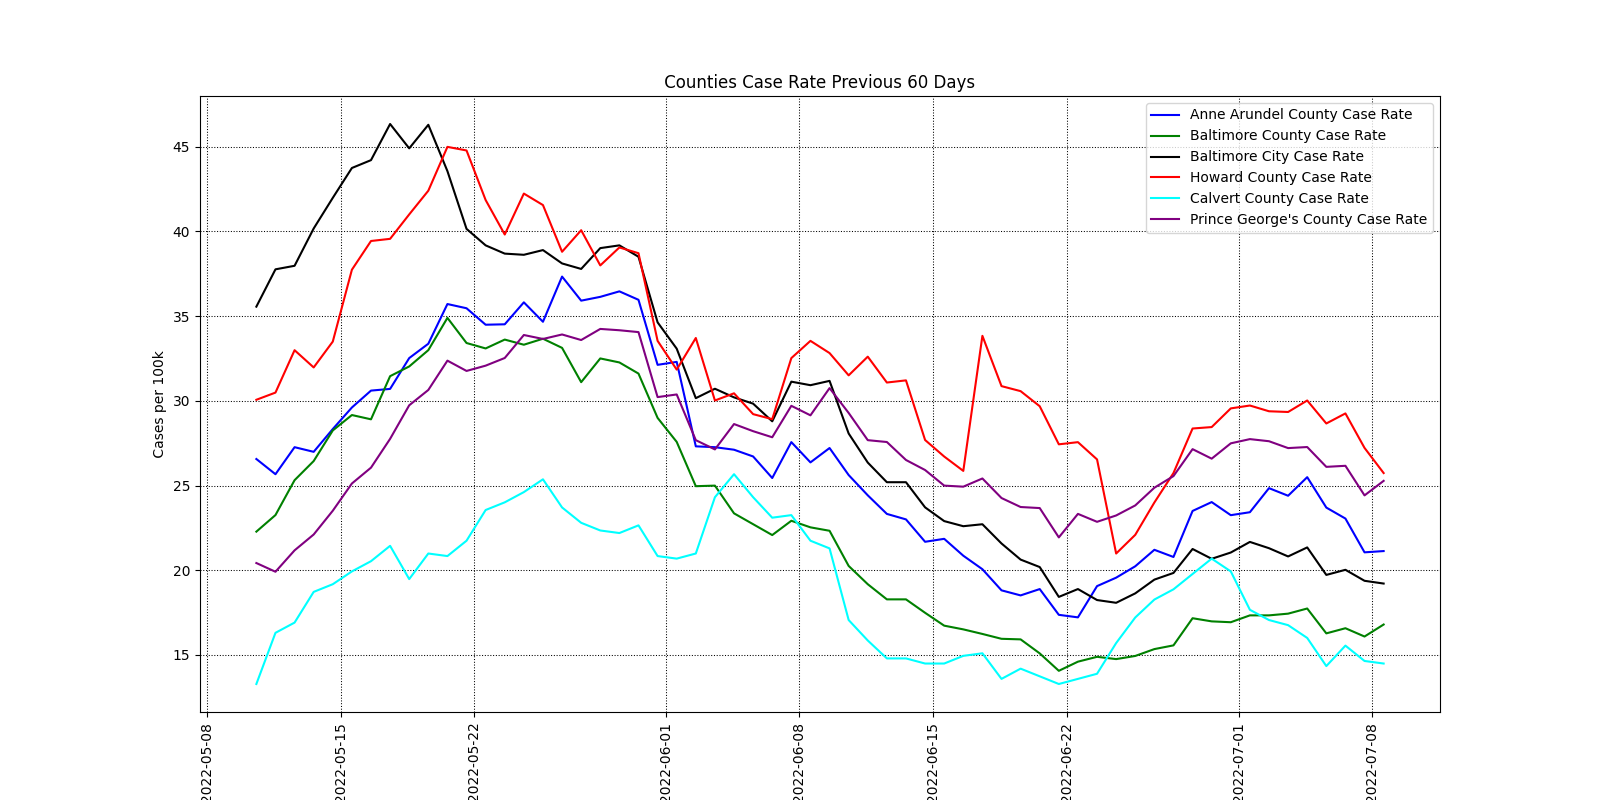 Counties Case Rate Previous 60 Days
Cases per 100k
45
40
35
30
25
20
15
Anne Arundel County Case Rate
Baltimore County Case Rate
Baltimore City Case Rate
Howard County Case Rate
Calvert County Case Rate
Prince George's County Case Rate
2022-05-08
2022-05-15
2022-05-22
2022-06-01
2022-06-08
2022-06-15
2022-06-22
2022-07-01
2022-07-08